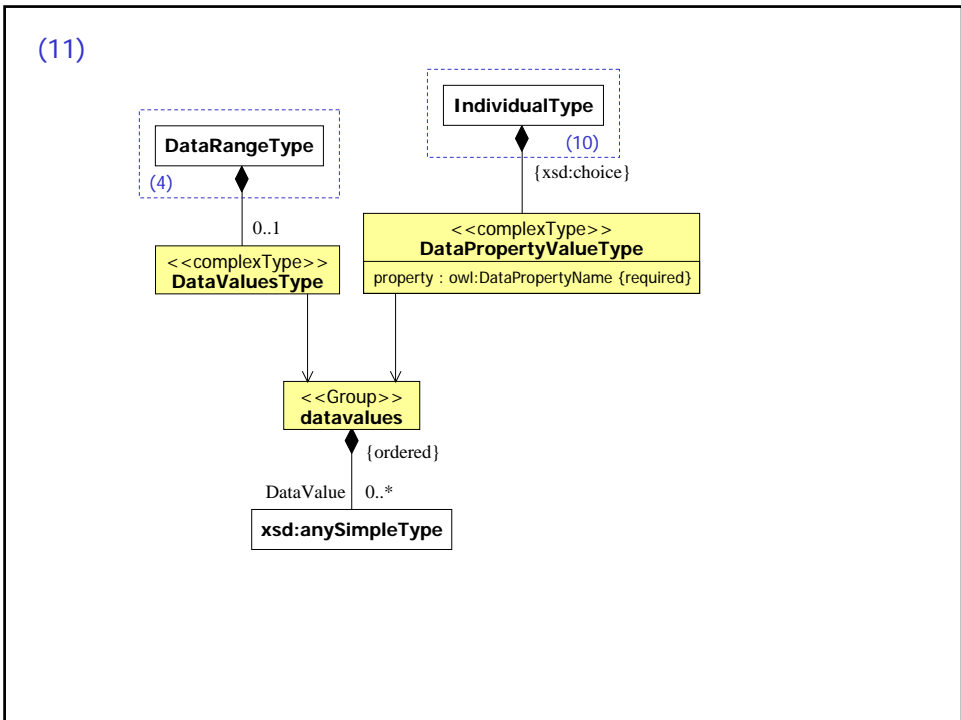 (11)
IndividualType
(10)
DataRangeType
(4)
{xsd:choice}
0..1
<<complexType>>
DataPropertyValueType
property : owl:DataPropertyName {required}
<<complexType>>
DataValuesType
<<Group>>
datavalues
{ordered}
DataValue 0..*
xsd:anySimpleType